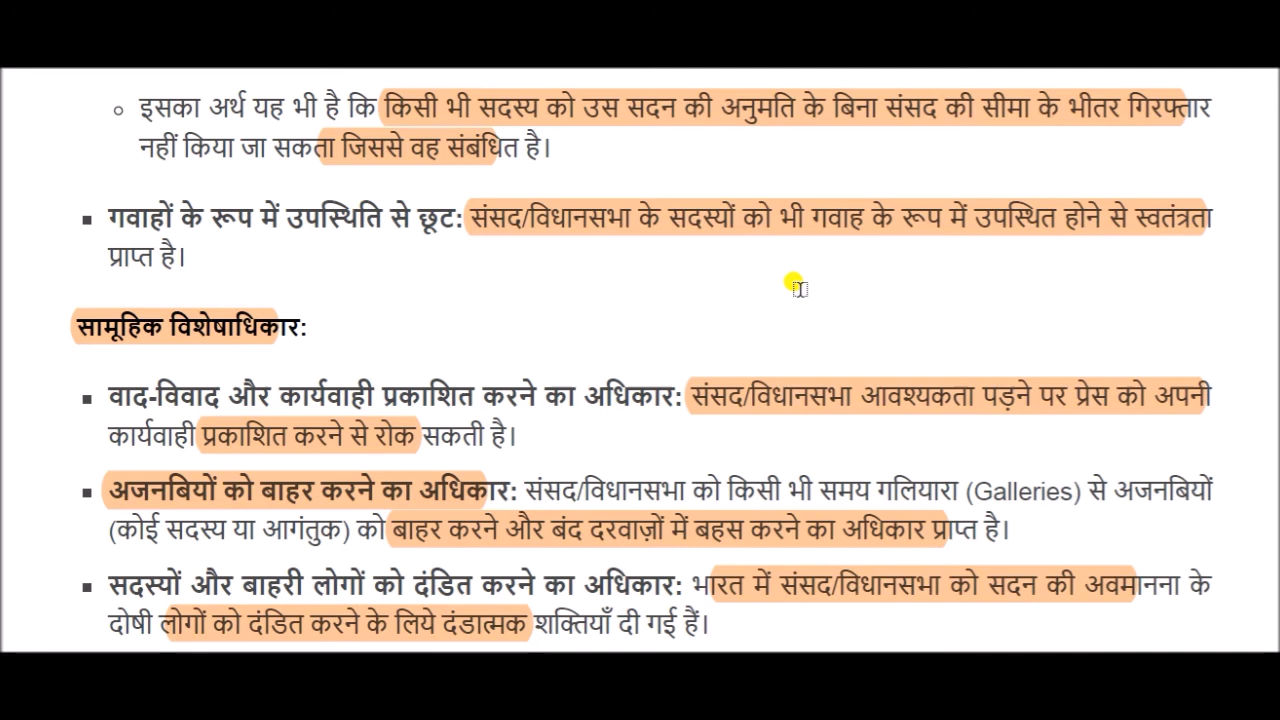 इसका अर्थ यह भी है कि किसी भी सदस्य को उस सदन की अनुमति के बिना संसद की सीमा के भीतर गिरफ्तार
नहीं किया जा सकता जिससे वह संबंधित है।
गवाहों के रूप में उपस्थिति से छूट: संसद/विधानसभा के सदस्यों को भी गवाह के रूप में उपस्थित होने से स्वतंत्रता
प्राप्त है।
सामूहिक विशेषाधिकार:
वाद-विवाद और कार्यवाही प्रकाशित करने का अधिकार: संसद/विधानसभा आवश्यकता पड़ने पर प्रेस को अपनी
कार्यवाही प्रकाशित करने से रोक सकती है।
अजनबियों को बाहर करने का अधिकार: संसद/विधानसभा को किसी भी समय गलियारा (Galleries) से अजनबियों
(कोई सदस्य या आगंतुक) को बाहर करने और बंद दरवाज़ों में बहस करने का अधिकार प्राप्त है।
सदस्यों और बाहरी लोगों को दंडित करने का अधिकार: भारत में संसद/विधानसभा को सदन की अवमानना के
दोषी लोगों को दंडित करने के लिये दंडात्मक शक्तियाँ दी गई हैं।